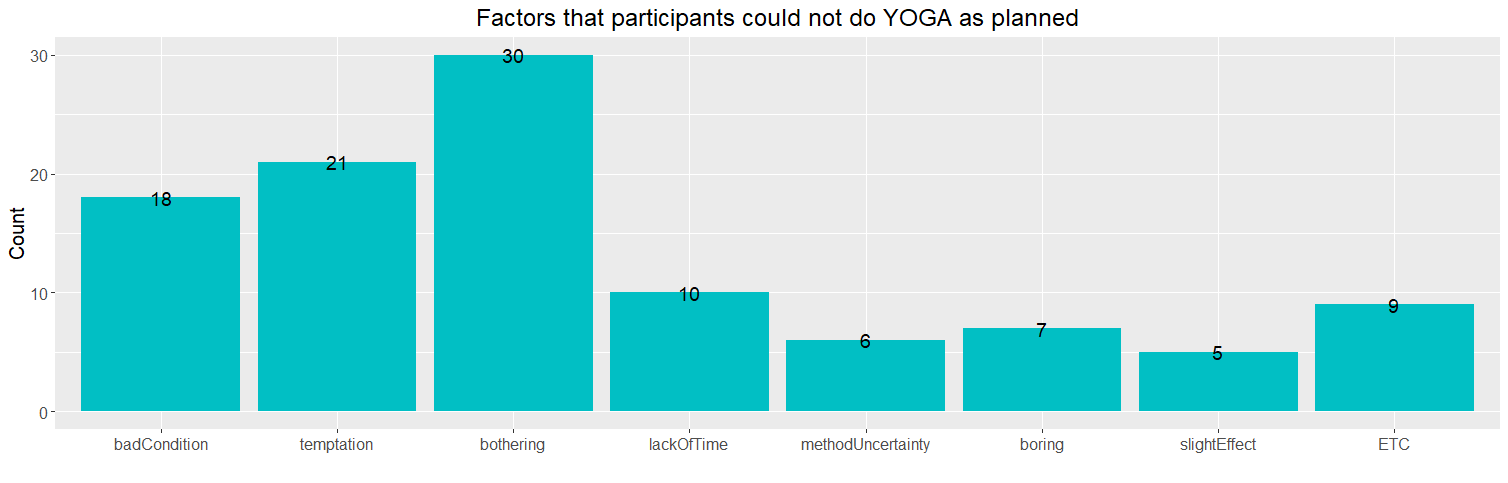 Factors that participants could not do YOGA as planned
Count
30
20
10
0
18
21
30
10
6
7
5
9
badCondition
temptation
bothering
lackOfTime
methodUncertainty
boring
slightEffect
ETC